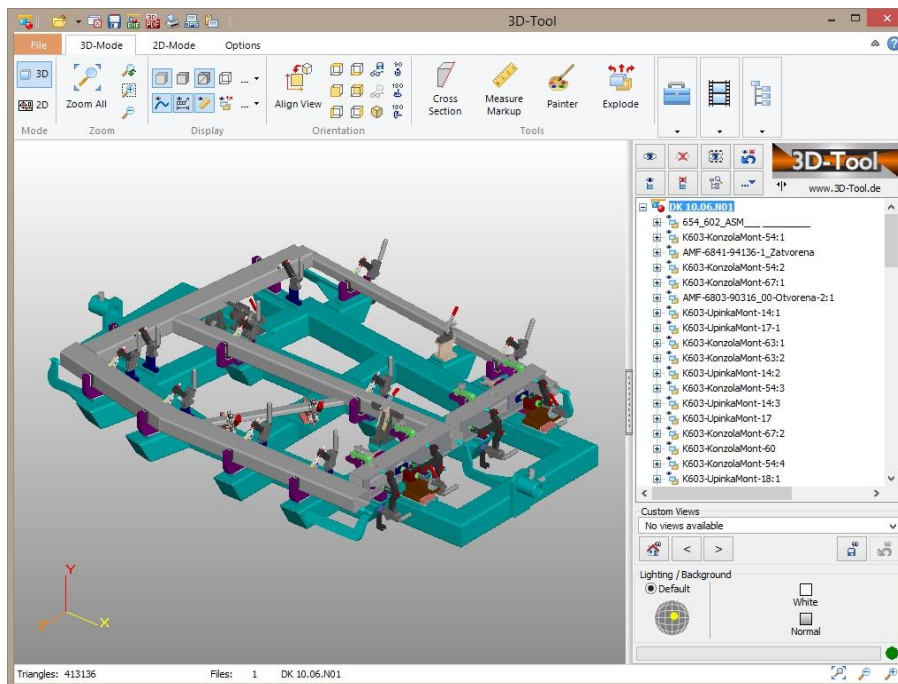 3D-Tool
File 3D-Mode 2D-Mode Options
3D
2D
Mode
Zoom All
Zoom
Display
Align View
90
180
180
Orientation
Cross Section
Measure Markup
Painter
Explode
Tools
3D-Tool
www.3D-Tool.de
DK 10.06.N01
654_602_ASM___ __________
K603-KonzolaMont-54:1
AMF-6841-94136-1_Zatvorena
K603-KonzolaMont-54:2
K603-KonzolaMont-67:1
AMF-6803-90316_00-Otvorena-2:1
K603-UpinkaMont-14:1
K603-UpinkaMont-17-1
K603-KonzolaMont-63:1
K603-KonzolaMont-63:2
K603-UpinkaMont-14:2
K603-KonzolaMont-54:3
K603-UpinkaMont-14:3
K603-UpinkaMont-17
K603-KonzolaMont-67:2
K603-KonzolaMont-60
K603-KonzolaMont-54:4
K603-UpinkaMont-18:1
Custom Views
No views available
< >
Lighting / Background
Default
White
Normal
Y
Z
X
Triangles: 413136 Files: 1 DK 10.06.N01